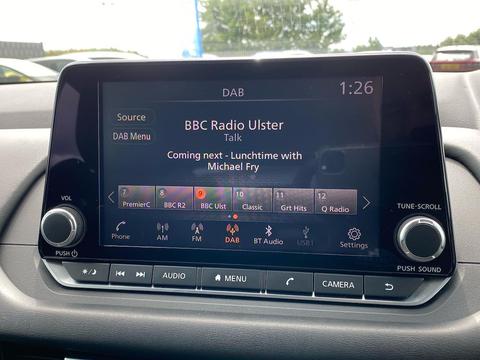 DAB
1:26
Source
DAB Menu
BBC Radio Ulster
Talk
Coming next - Lunchtime with
Michael Fry
7 8 9 10 11 12
PremierC BBC R2 BBC Ulst Classic Grt Hits Q Radio
Phone AM FM DAB BT Audio USB1 Settings
VOL
PUSH
TUNE·SCROLL
PUSH SOUND
AUDIO MENU CAMERA